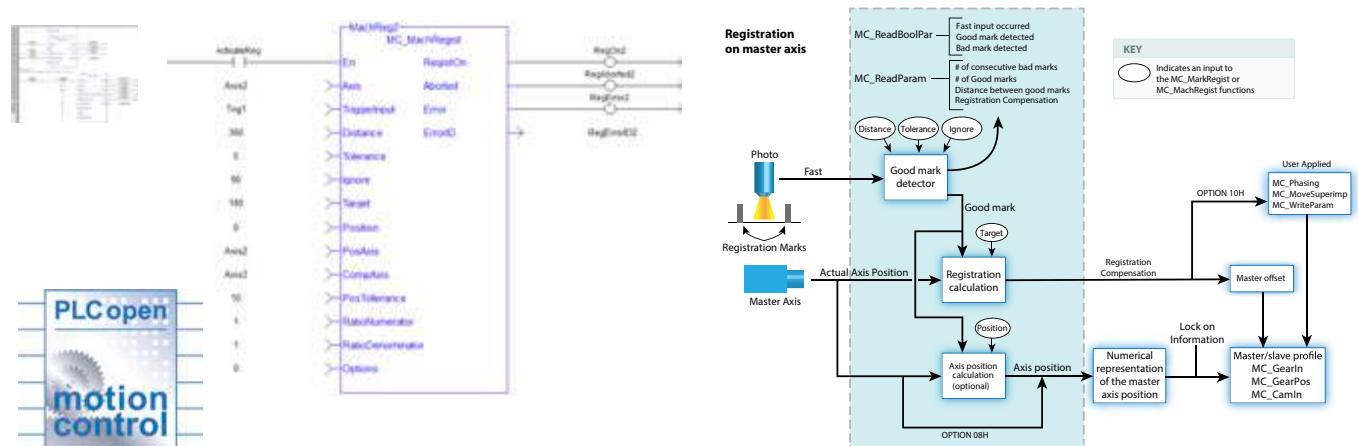 MachReg2
MC_MachRegist
ActivateReg
En
RegistOn
RegOn2
Axis2
Axis
Aborted
RegAborted2
Trig1
TriggerInput
Error
RegError2
360
Distance
ErrorID
RegErrorID2
Tolerance
Ignore
Target
0
Position
Axis2
PosAxis
Axis2
CompAxis
10
PosTolerance
1
RatioNumerator
1
RatioDenominator
0
Options
PLCopen
motion
control
Registration
on master axis
MC_ReadBoolPar
Fast input occurred
Good mark detected
Bad mark detected
MC_ReadParam
# of consecutive bad marks
# of Good marks
Distance between good marks
Registration Compensation
KEY
Indicates an input to
the MC_MarkRegist or
MC_MachRegist functions
Distance
Tolerance
Ignore
Photo
Fast
Good mark
detector
Good mark
Registration Marks
Target
Actual Axis Position
Master Axis
Registration
calculation
Registration
Compensation
OPTION 10H
User Applied
MC_Phasing
MC_MoveSuperimp
MC_WriteParam
Master offset
Position
Axis position
calculation
(optional)
Axis position
OPTION 08H
Numerical
representation
of the master
axis position
Lock on
Information
Master/slave profile
MC_GearIn
MC_GearPos
MC_CamIn